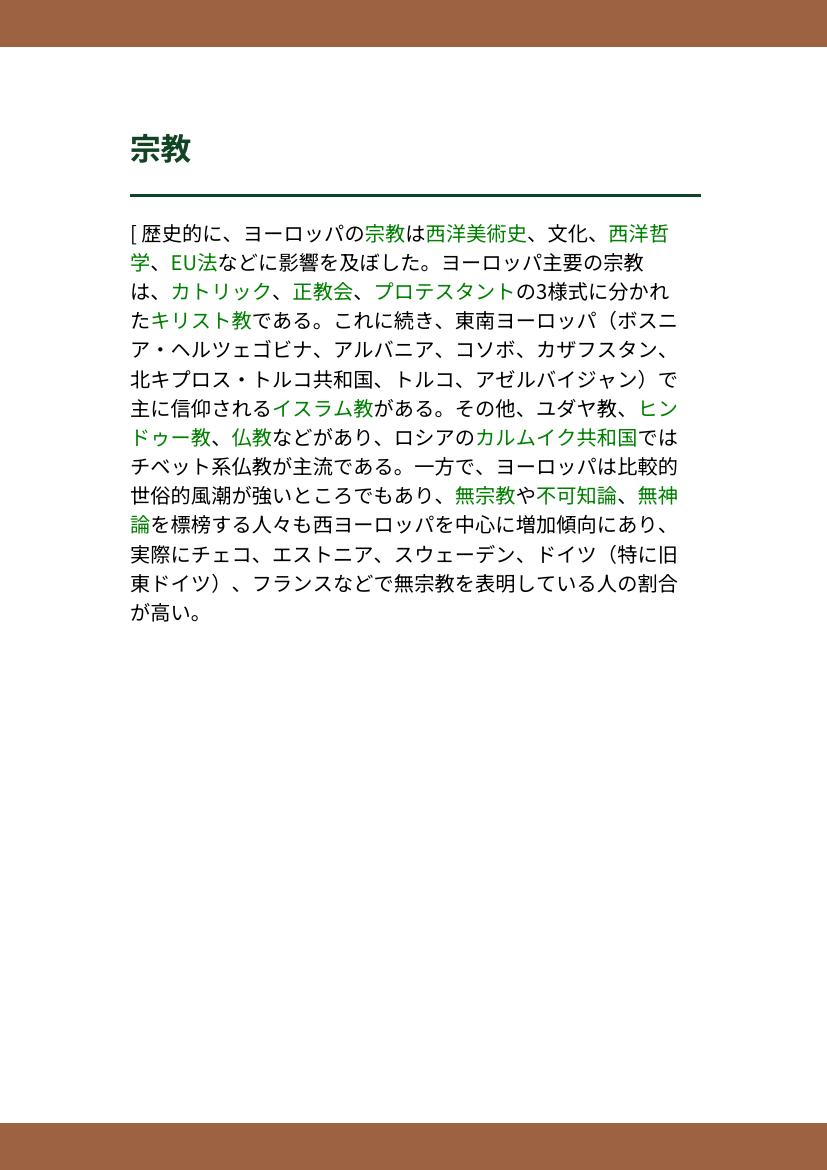 宗教
[ 歴史的に、ヨーロッパの宗教は西洋美術史、文化、西洋哲
学、EU法などに影響を及ぼした。ヨーロッパ主要の宗教
は、カトリック、正教会、プロテスタントの3様式に分かれ
たキリスト教である。これに続き、東南ヨーロッパ（ボスニ
ア・ヘルツェゴビナ、アルバニア、コソボ、カザフスタン、
北キプロス・トルコ共和国、トルコ、アゼルバイジャン）で
主に信仰されるイスラム教がある。その他、ユダヤ教、ヒン
ドゥー教、仏教などがあり、ロシアのカルムイク共和国では
チベット系仏教が主流である。一方で、ヨーロッパは比較的
世俗的風潮が強いところでもあり、無宗教や不可知論、無神
論を標榜する人々も西ヨーロッパを中心に増加傾向にあり、
実際にチェコ、エストニア、スウェーデン、ドイツ（特に旧
東ドイツ）、フランスなどで無宗教を表明している人の割合
が高い。